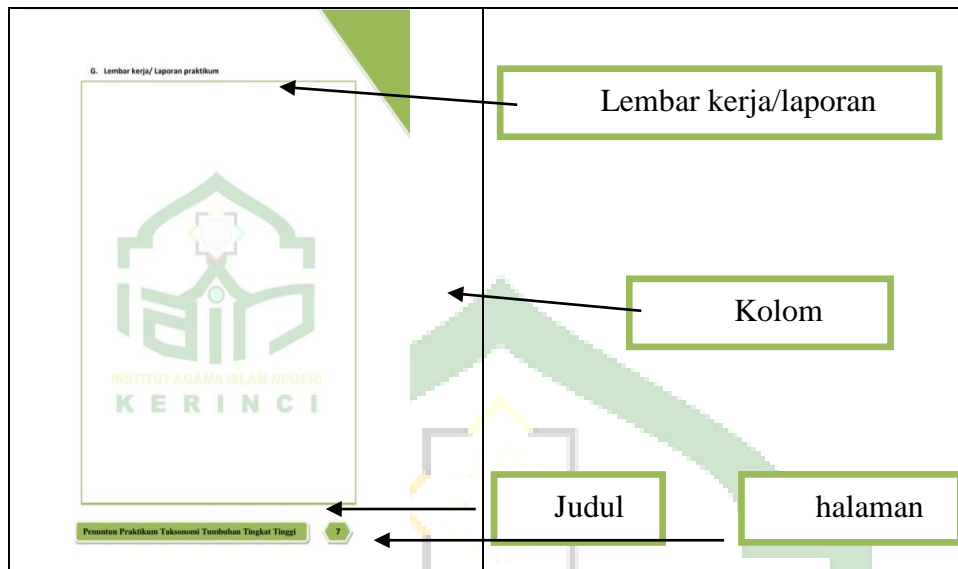 G. Lembar kerja/ Laporan praktikum
Lembar kerja/laporan
Kolom
INSTITUT AGAMA ISLAM NEGERI
KERINCI
Judul
halaman
Penuntun Praktikum Taksonomi Tumbuhan Tingkat Tinggi
7